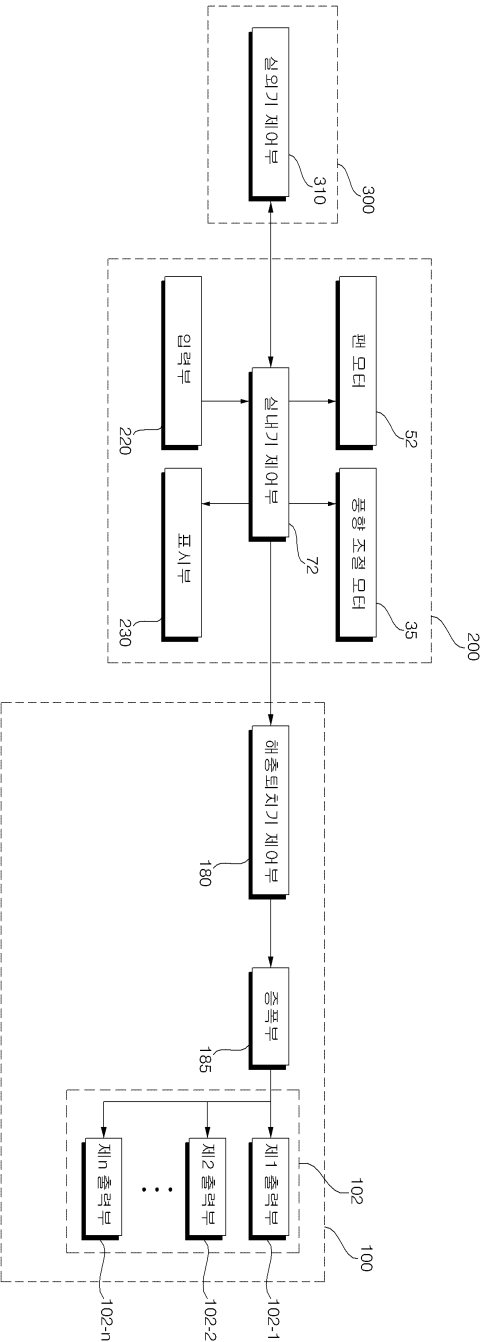 300
실외기 제어부
310
200
팬 모터
52
풍향 조절 모터
35
실내기 제어부
72
입력부
220
표시부
230
100
해충퇴치기 제어부
180
증폭부
185
102
제1 출력부
102-1
제2 출력부
102-2
제n 출력부
102-n